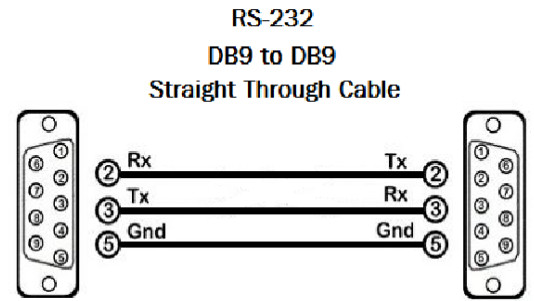 RS-232
DB9 to DB9
Straight Through Cable
1 6 2 7 3 8 4 9 5
2 Rx Tx 2
3 Tx Rx 3
5 Gnd Gnd 5
1 6 2 7 3 8 4 9 5